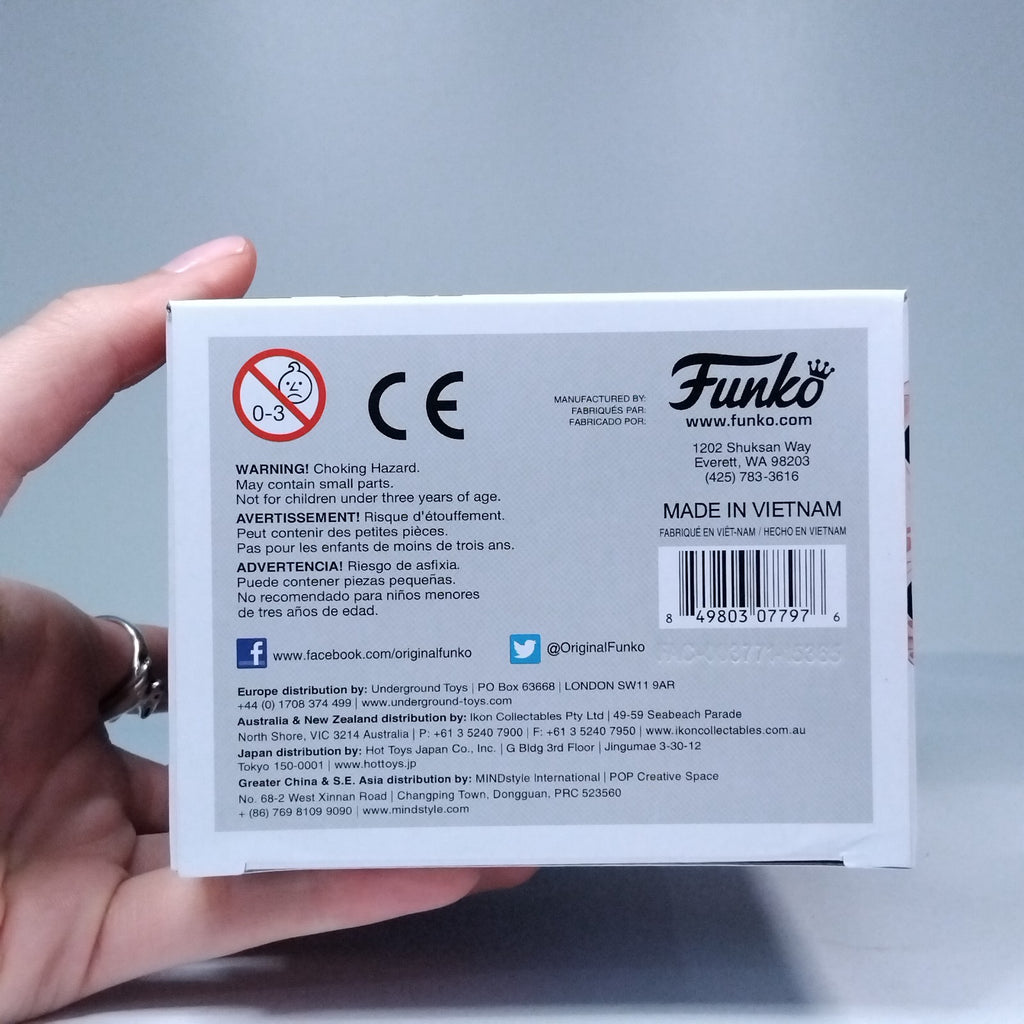 0-3
CE
MANUFACTURED BY:
FABRIQUÉS PAR:
FABRICADO POR:
Funko
www.funko.com
1202 Shuksan Way
Everett, WA 98203
(425) 783-3616
WARNING! Choking Hazard.
May contain small parts.
Not for children under three years of age.
AVERTISSEMENT! Risque d'étouffement.
Peut contenir des petites pièces.
Pas pour les enfants de moins de trois ans.
ADVERTENCIA! Riesgo de asfixia.
Puede contener piezas pequeñas.
No recomendado para niños menores
de tres años de edad.
MADE IN VIETNAM
FABRIQUÉ EN VIÊT-NAM / HECHO EN VIETNAM
8 49803 07797 6
www.facebook.com/originalfunko
@OriginalFunko
Europe distribution by: Underground Toys | PO Box 63668 | LONDON SW11 9AR
+44 (0) 1708 374 499 | www.underground-toys.com
Australia & New Zealand distribution by: Ikon Collectables Pty Ltd | 49-59 Seabeach Parade
North Shore, VIC 3214 Australia | P: +61 3 5240 7900 | F: +61 3 5240 7950 | www.ikoncollectables.com.au
Japan distribution by: Hot Toys Japan Co., Inc. | G Bldg 3rd Floor | Jingumae 3-30-12
Tokyo 150-0001 | www.hottoys.jp
Greater China & S.E. Asia distribution by: MINDstyle International | POP Creative Space
No. 68-2 West Xinnan Road | Changping Town, Dongguan, PRC 523560
+ (86) 769 8109 9090 | www.mindstyle.com